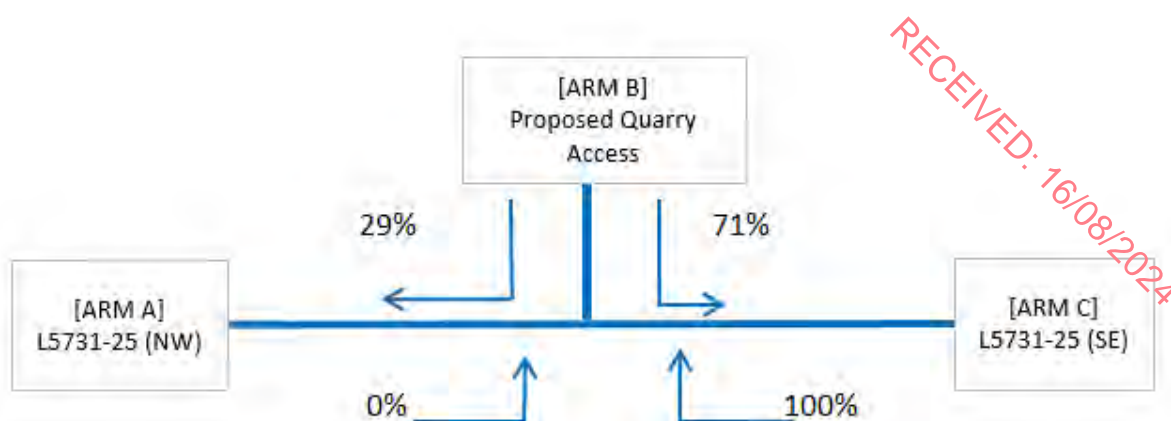 [ARM B]
Proposed Quarry
Access
RECEIVED: 16/08/2024
29%
71%
[ARM A]
L5731-25 (NW)
[ARM C]
L5731-25 (SE)
0%
100%